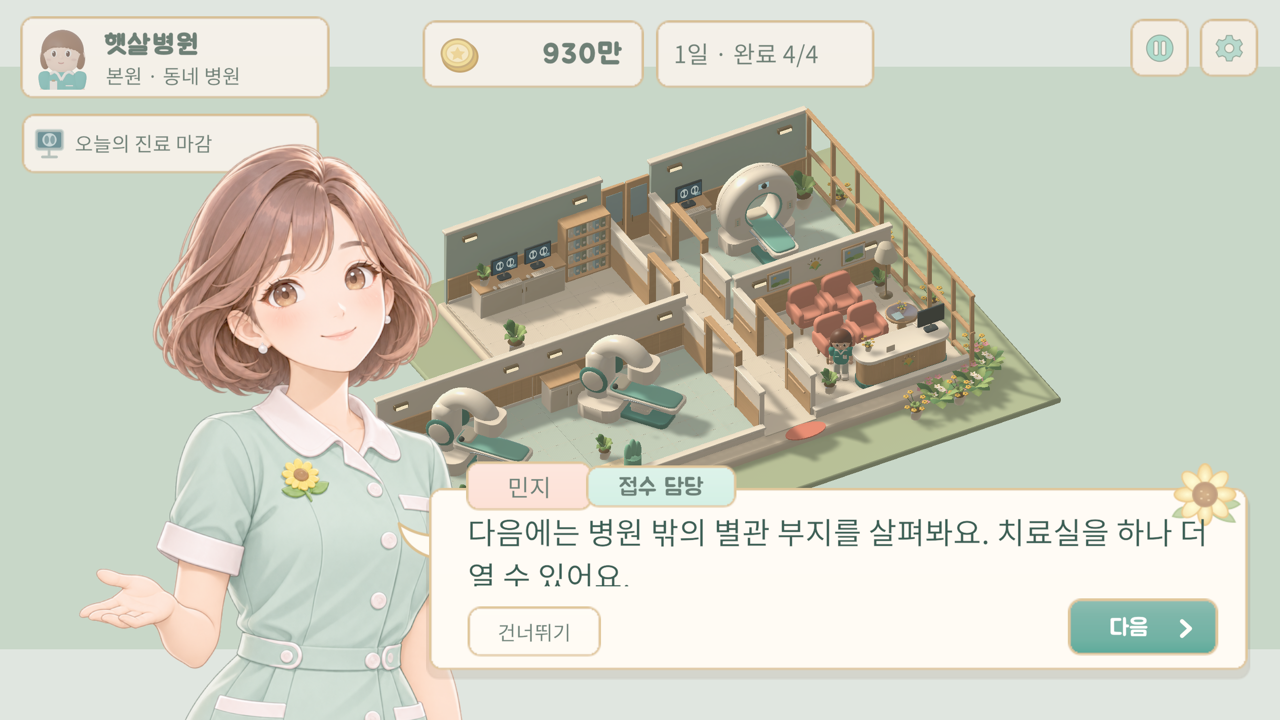 햇살병원
본원 · 동네 병원
930만
1일 · 완료 4/4
오늘의 진료 마감
민지
접수 담당
다음에는 병원 밖의 별관 부지를 살펴봐요. 치료실을 하나 더
열 수 있어요.
건너뛰기
다음